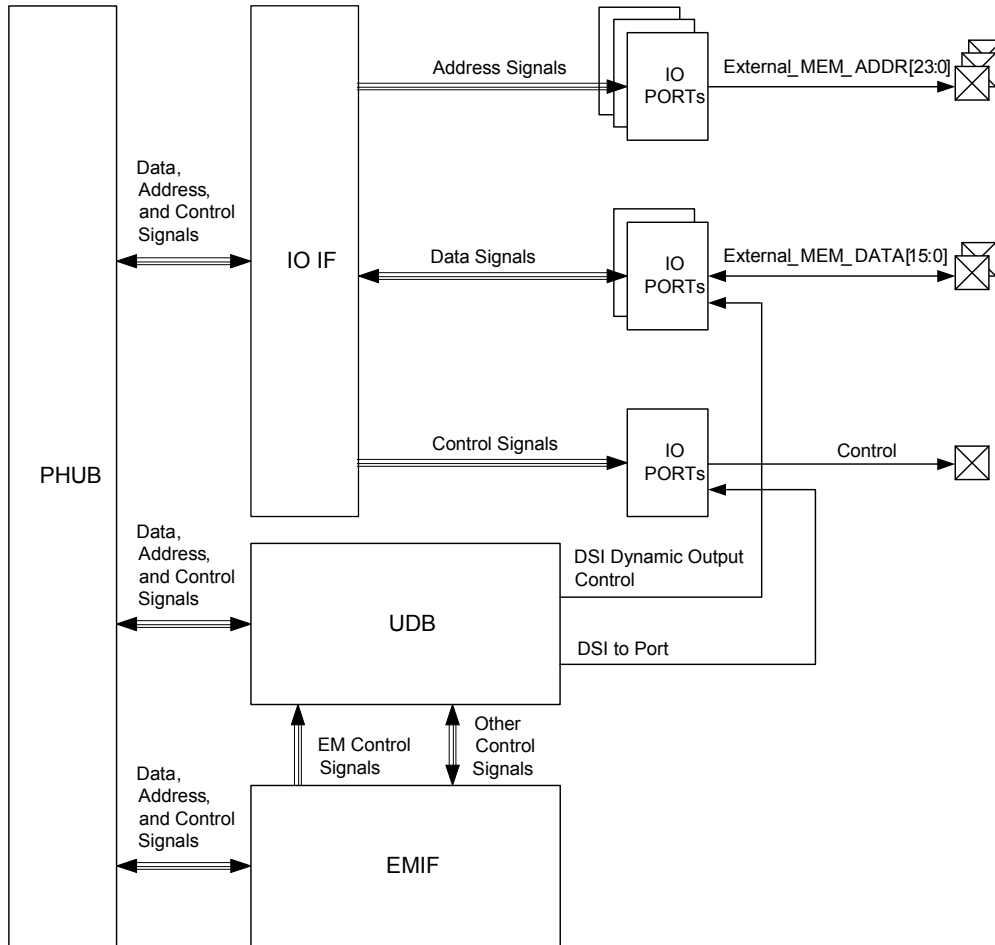 Address Signals
IO
PORTs
External_MEM_ADDR[23:0]
Data,
Address,
and Control
Signals
IO IF
Data Signals
IO
PORTs
External_MEM_DATA[15:0]
Control Signals
IO
PORTs
Control
PHUB
Data,
Address,
and Control
Signals
UDB
DSI Dynamic Output
Control
DSI to Port
EM Control
Signals
Other
Control
Signals
Data,
Address,
and Control
Signals
EMIF